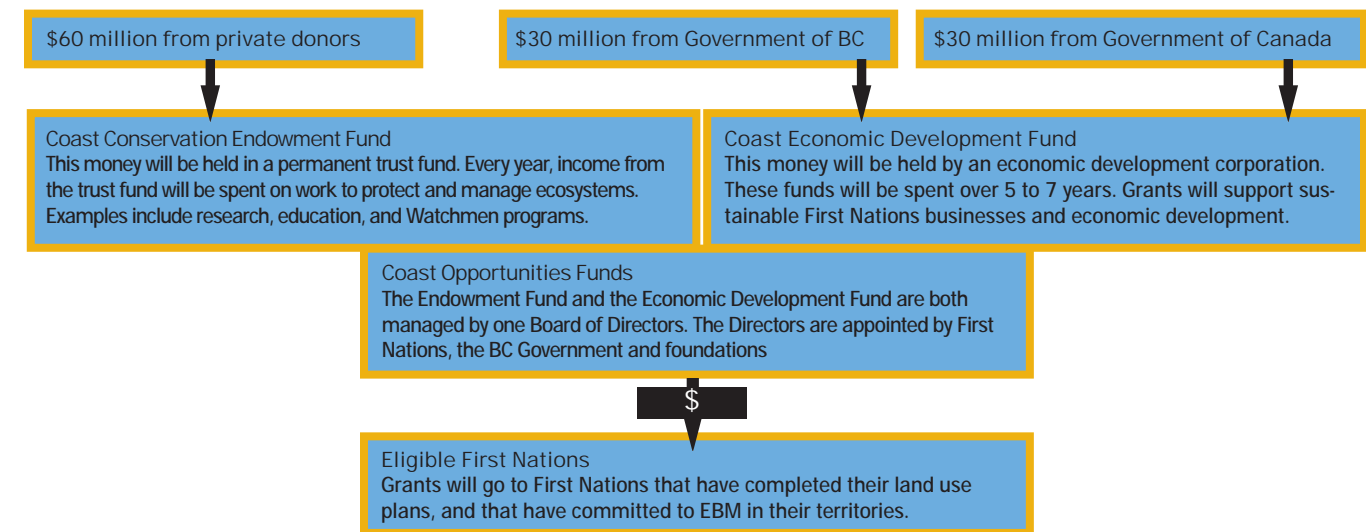 $60 million from private donors
$30 million from Government of BC
$30 million from Government of Canada
Coast Conservation Endowment Fund
This money will be held in a permanent trust fund. Every year, income from
the trust fund will be spent on work to protect and manage ecosystems.
Examples include research, education, and Watchmen programs.
Coast Economic Development Fund
This money will be held by an economic development corporation.
These funds will be spent over 5 to 7 years. Grants will support sus-
tainable First Nations businesses and economic development.
Coast Opportunities Funds
The Endowment Fund and the Economic Development Fund are both
managed by one Board of Directors. The Directors are appointed by First
Nations, the BC Government and foundations
$
Eligible First Nations
Grants will go to First Nations that have completed their land use
plans, and that have committed to EBM in their territories.